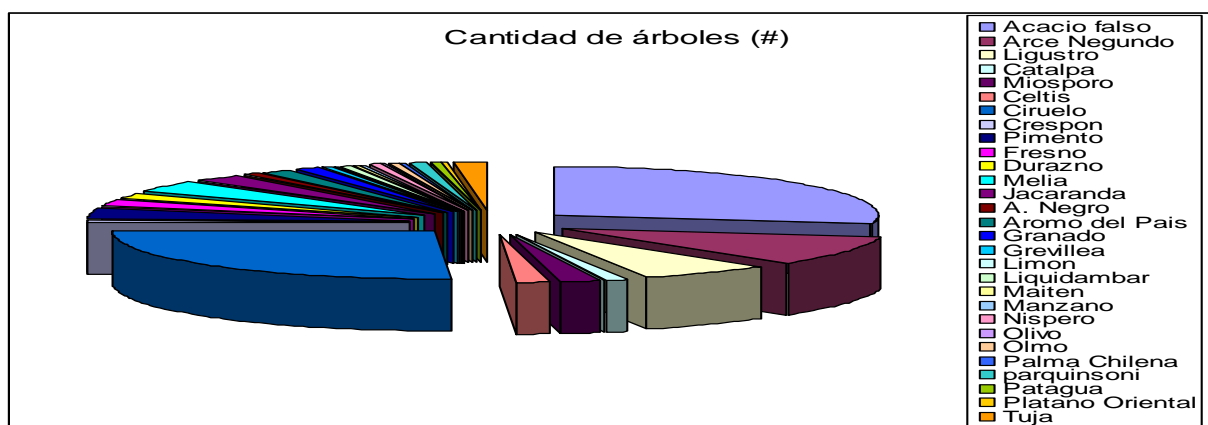 Cantidad de árboles (#)
Acacio falso
Arce Negundo
Ligustro
Catalpa
Miosporo
Celtis
Ciruelo
Crespon
Pimento
Fresno
Durazno
Melia
Jacaranda
A. Negro
Aromo del Pais
Granado
Grevillea
Limon
Liquidambar
Maiten
Manzano
Nispero
Olivo
Olmo
Palma Chilena
parquinsoni
Patagua
Platano Oriental
Tuja